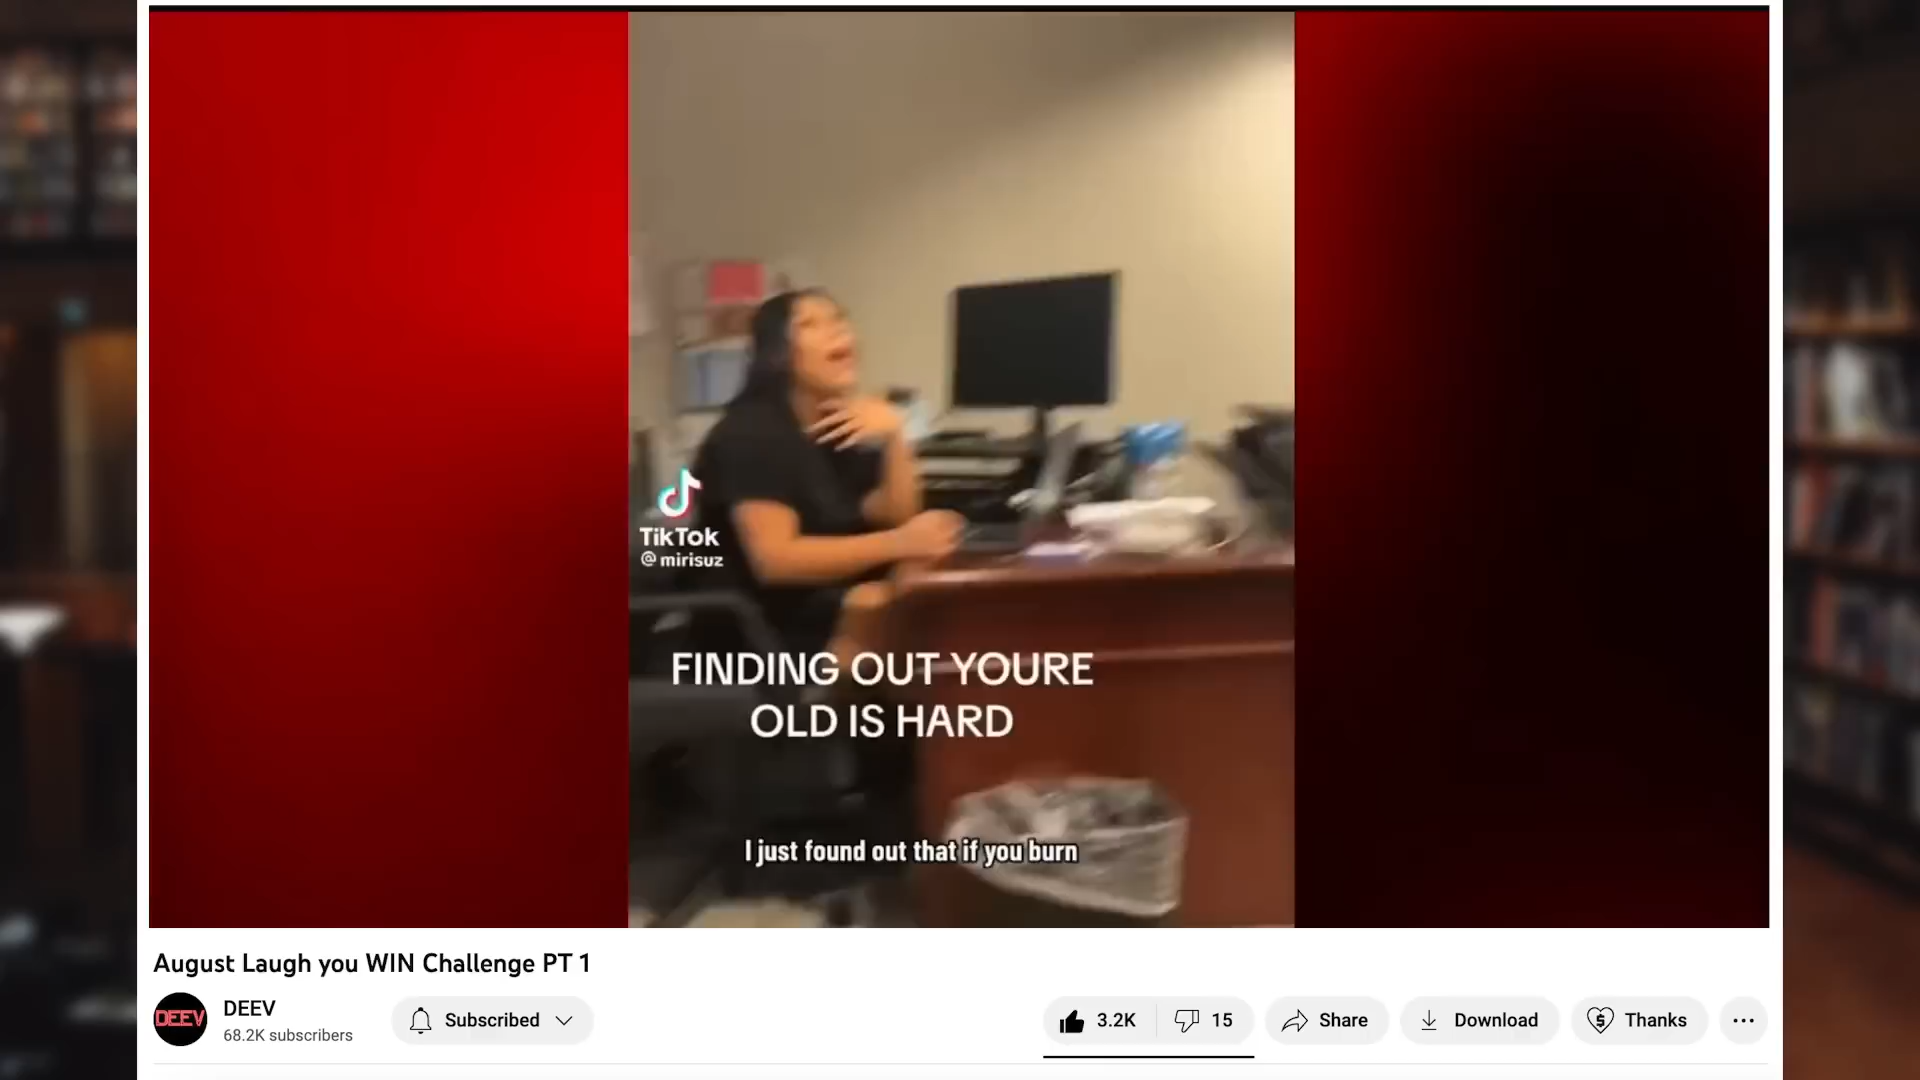 TikTok
@mirisuz
FINDING OUT YOURE
OLD IS HARD
I just found out that if you burn
August Laugh you WIN Challenge PT 1
DEEV
DEEV
68.2K subscribers
Subscribed
3.2K
15
Share
Download
Thanks